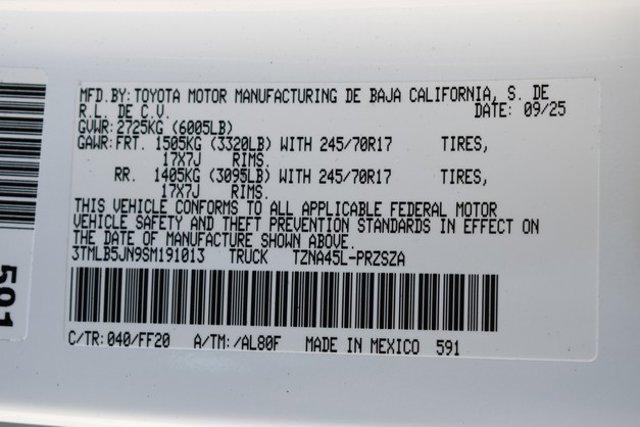 MFD.BY: TOYOTA MOTOR MANUFACTURING DE BAJA CALIFORNIA, S. DE
R.L. DE C.V. DATE: 09/25
GVWR: 2725KG (6005LB)
GAWR: FRT. 1505KG (3320LB) WITH 245/70R17 TIRES,
17X7J RIMS.
RR. 1405KG (3095LB) WITH 245/70R17 TIRES,
17X7J RIMS.
THIS VEHICLE CONFORMS TO ALL APPLICABLE FEDERAL MOTOR
VEHICLE SAFETY AND THEFT PREVENTION STANDARDS IN EFFECT ON
THE DATE OF MANUFACTURE SHOWN ABOVE.
3TMLB5JN9SM191013 TRUCK TZNA45L-PRZSZA
C/TR: 040/FF20 A/TM: /AL80F MADE IN MEXICO 591
591